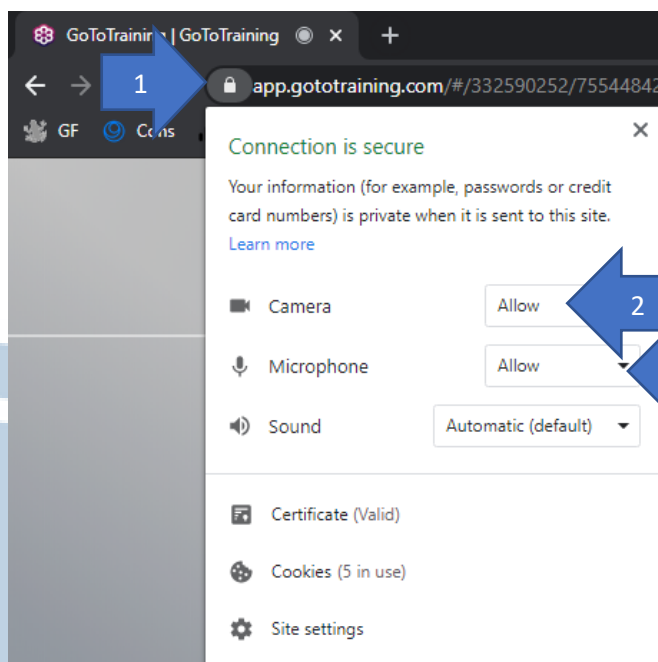 GoToTraining | GoToTraining
1
app.gototraining.com/#/332590252/75544842
GF
Cons
Connection is secure
Your information (for example, passwords or credit
card numbers) is private when it is sent to this site.
Learn more
Camera
Allow
2
Microphone
Allow
Sound
Automatic (default)
Certificate (Valid)
Cookies (5 in use)
Site settings